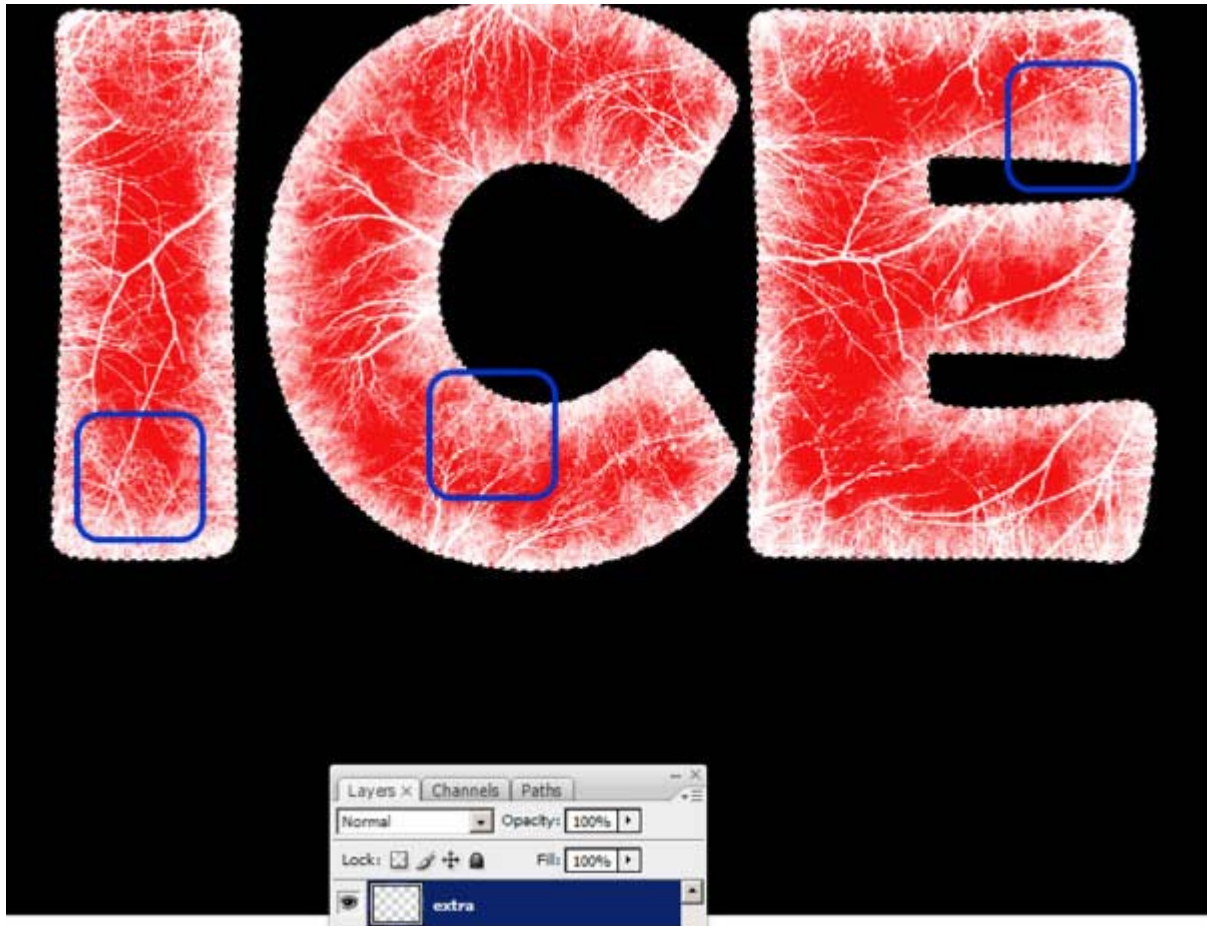 ICE
Layers × Channels Paths
Normal Opacity: 100%
Lock: Fill: 100%
extra